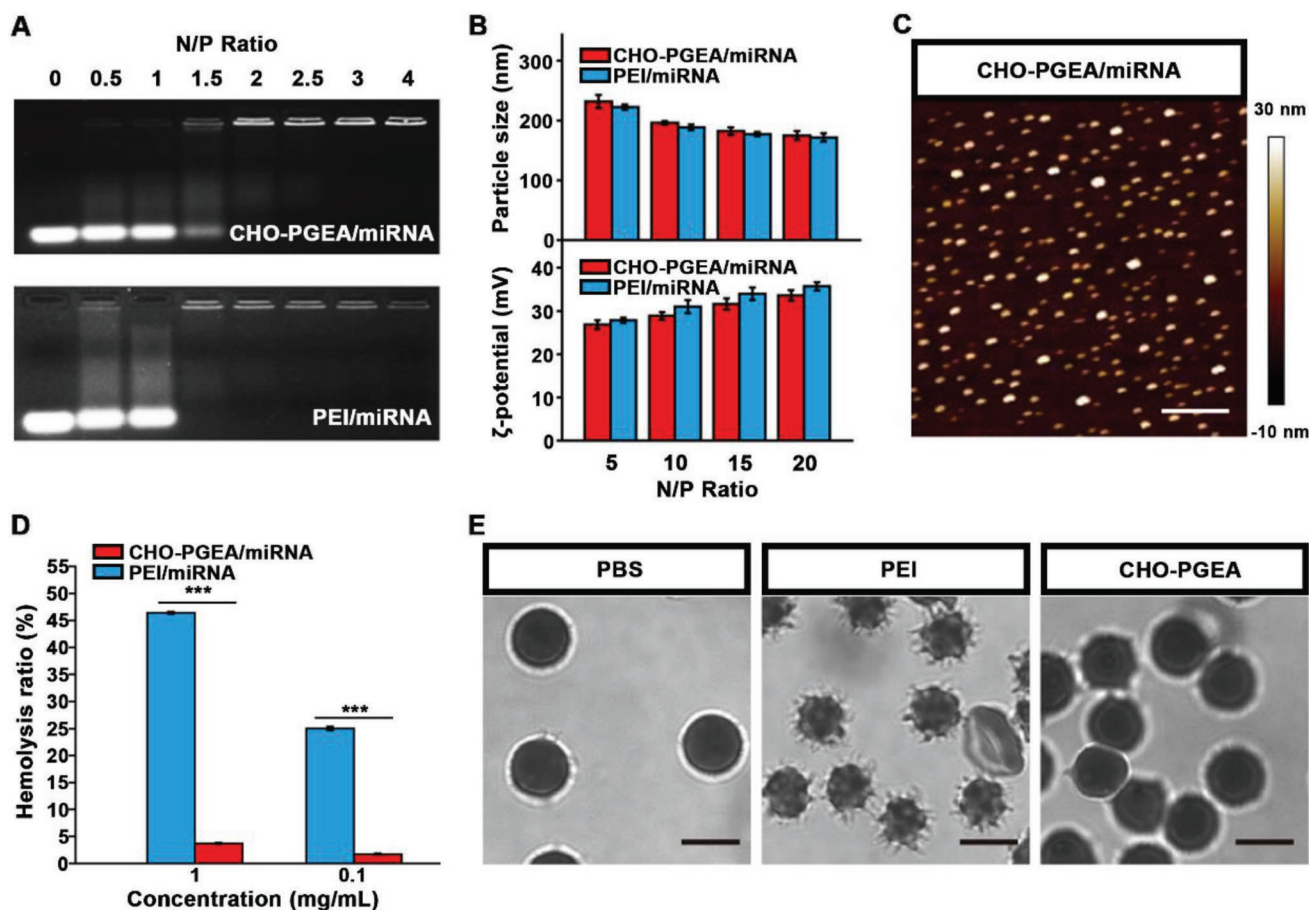 A
N/P Ratio
0 0.5 1 1.5 2 2.5 3 4
CHO-PGEA/miRNA
PEI/miRNA
B
CHO-PGEA/miRNA
PEI/miRNA
Particle size (nm)
300
200
100
0
CHO-PGEA/miRNA
PEI/miRNA
ζ-potential (mV)
40
30
20
10
0
5 10 15 20
N/P Ratio
C
CHO-PGEA/miRNA
30 nm
-10 nm
D
CHO-PGEA/miRNA
PEI/miRNA
Hemolysis ratio (%)
55
50
45
40
35
30
25
20
15
10
5
0
***
***
1 0.1
Concentration (mg/mL)
E
PBS
PEI
CHO-PGEA